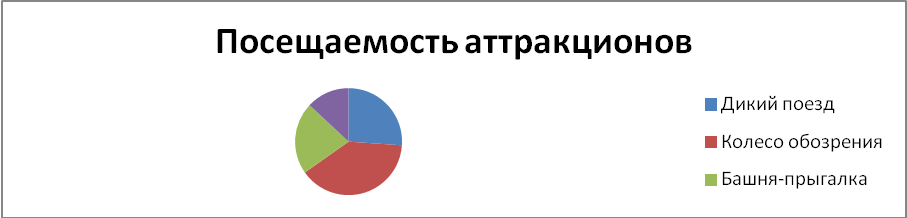 Посещаемость аттракционов
Дикий поезд
Колесо обозрения
Башня-прыгалка